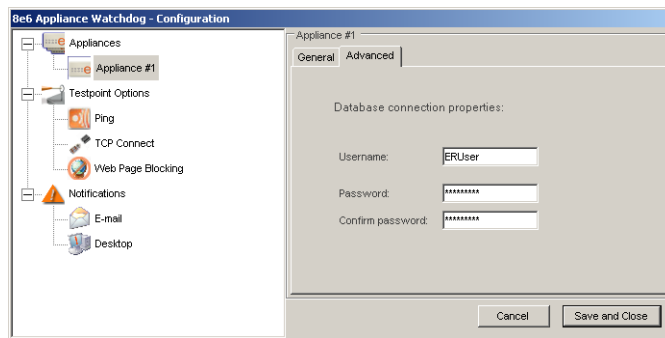 8e6 Appliance Watchdog - Configuration
Appliances
Appliance #1
Testpoint Options
Ping
TCP Connect
Web Page Blocking
Notifications
E-mail
Desktop
Appliance #1
General Advanced
Database connection properties:
Username: ERUser
Password: *********
Confirm password: *********
Cancel Save and Close